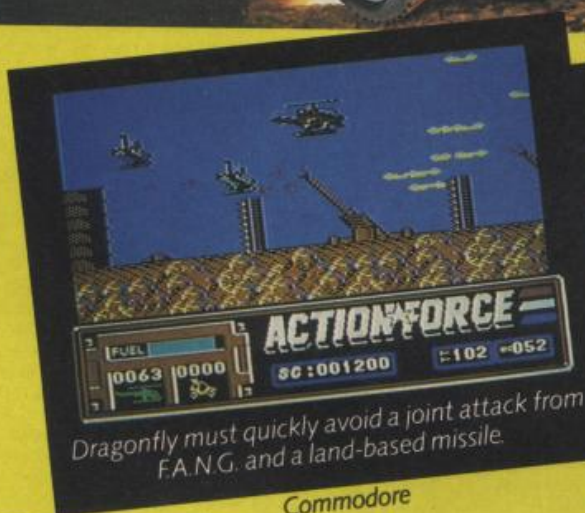 ACTION FORCE
FUEL
0063 0000
SC:001200
102 052
Dragonfly must quickly avoid a joint attack from
F.A.N.G. and a land-based missile.
Commodore